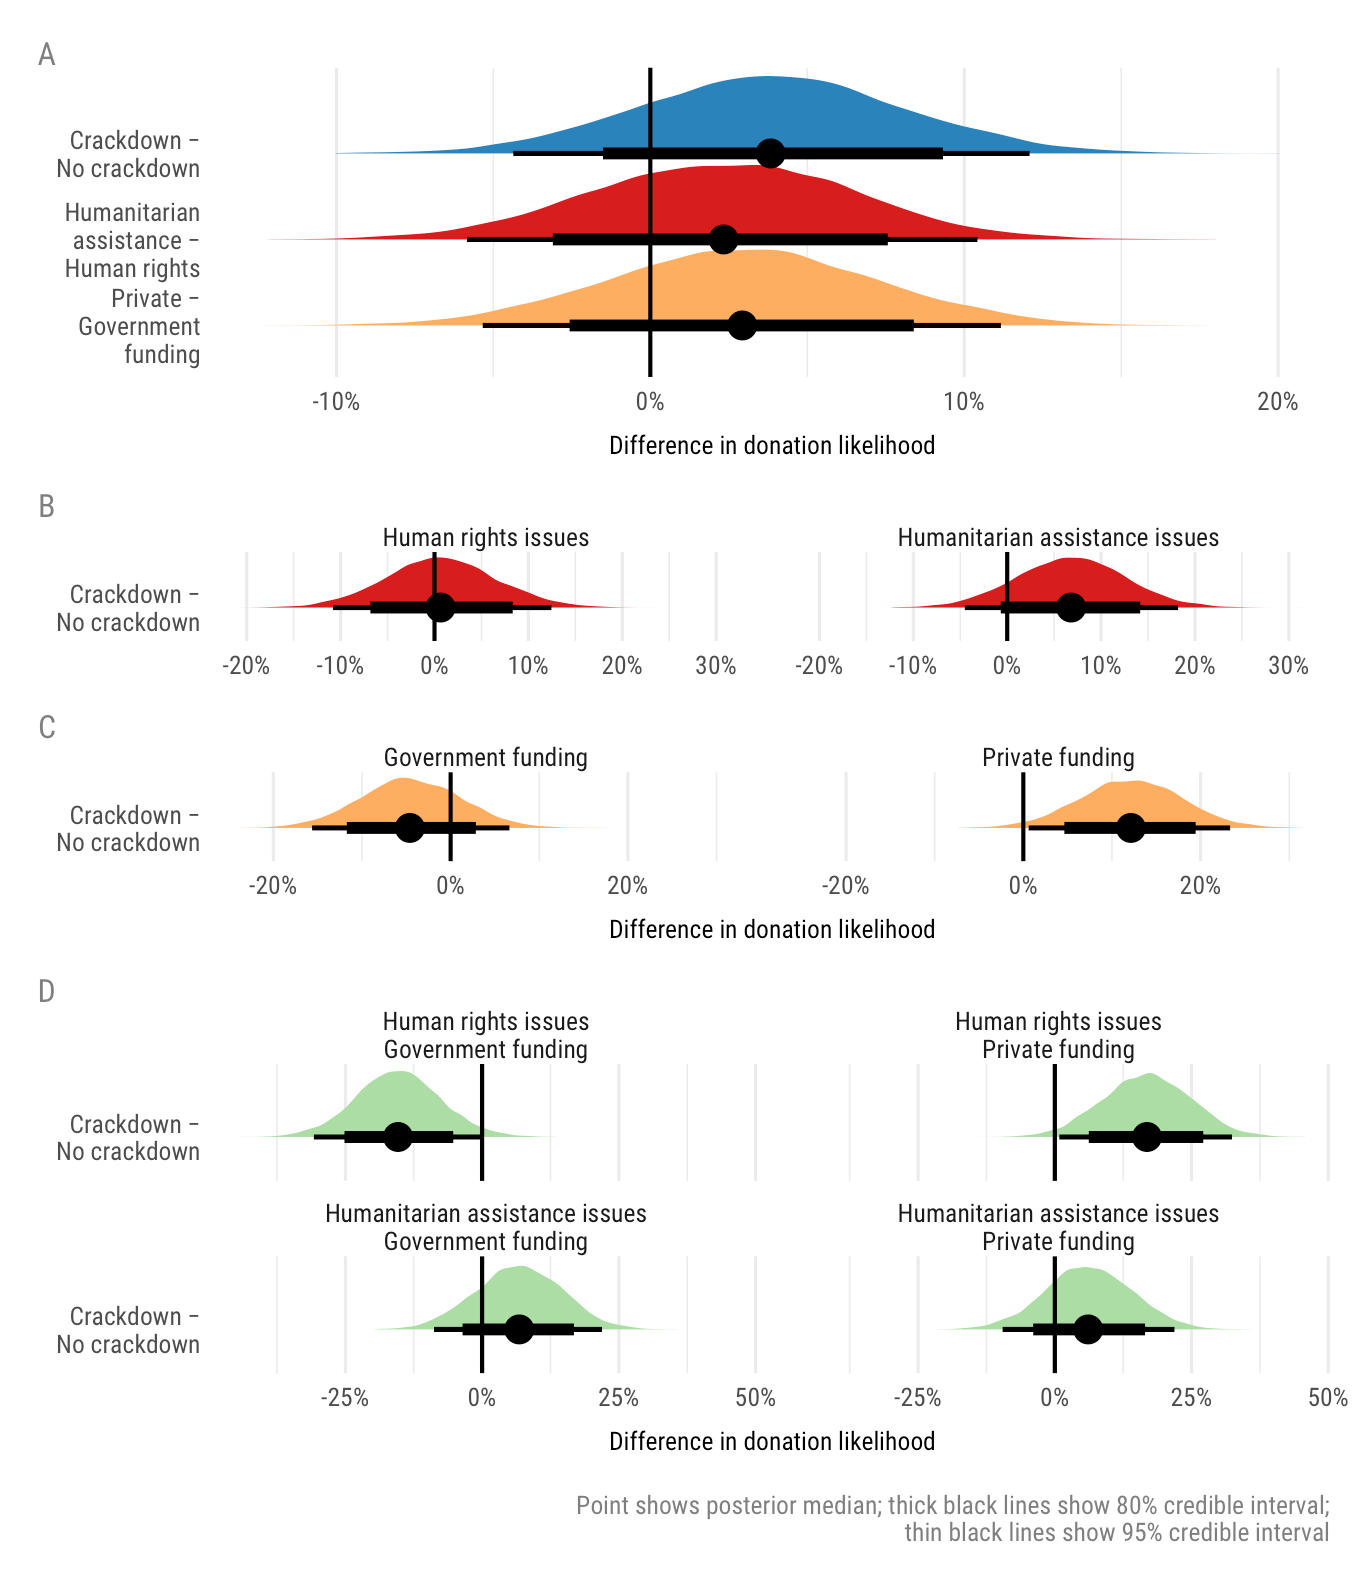 A
Crackdown −
No crackdown
Humanitarian
assistance −
Human rights
Private −
Government
funding
-10% 0% 10% 20%
Difference in donation likelihood
B
Human rights issues Humanitarian assistance issues
Crackdown −
No crackdown
-20% -10% 0% 10% 20% 30% -20% -10% 0% 10% 20% 30%
C
Government funding Private funding
Crackdown −
No crackdown
-20% 0% 20% -20% 0% 20%
Difference in donation likelihood
D
Human rights issues Human rights issues
Government funding Private funding
Crackdown −
No crackdown
Humanitarian assistance issues Humanitarian assistance issues
Government funding Private funding
Crackdown −
No crackdown
-25% 0% 25% 50% -25% 0% 25% 50%
Difference in donation likelihood
Point shows posterior median; thick black lines show 80% credible interval;
thin black lines show 95% credible interval